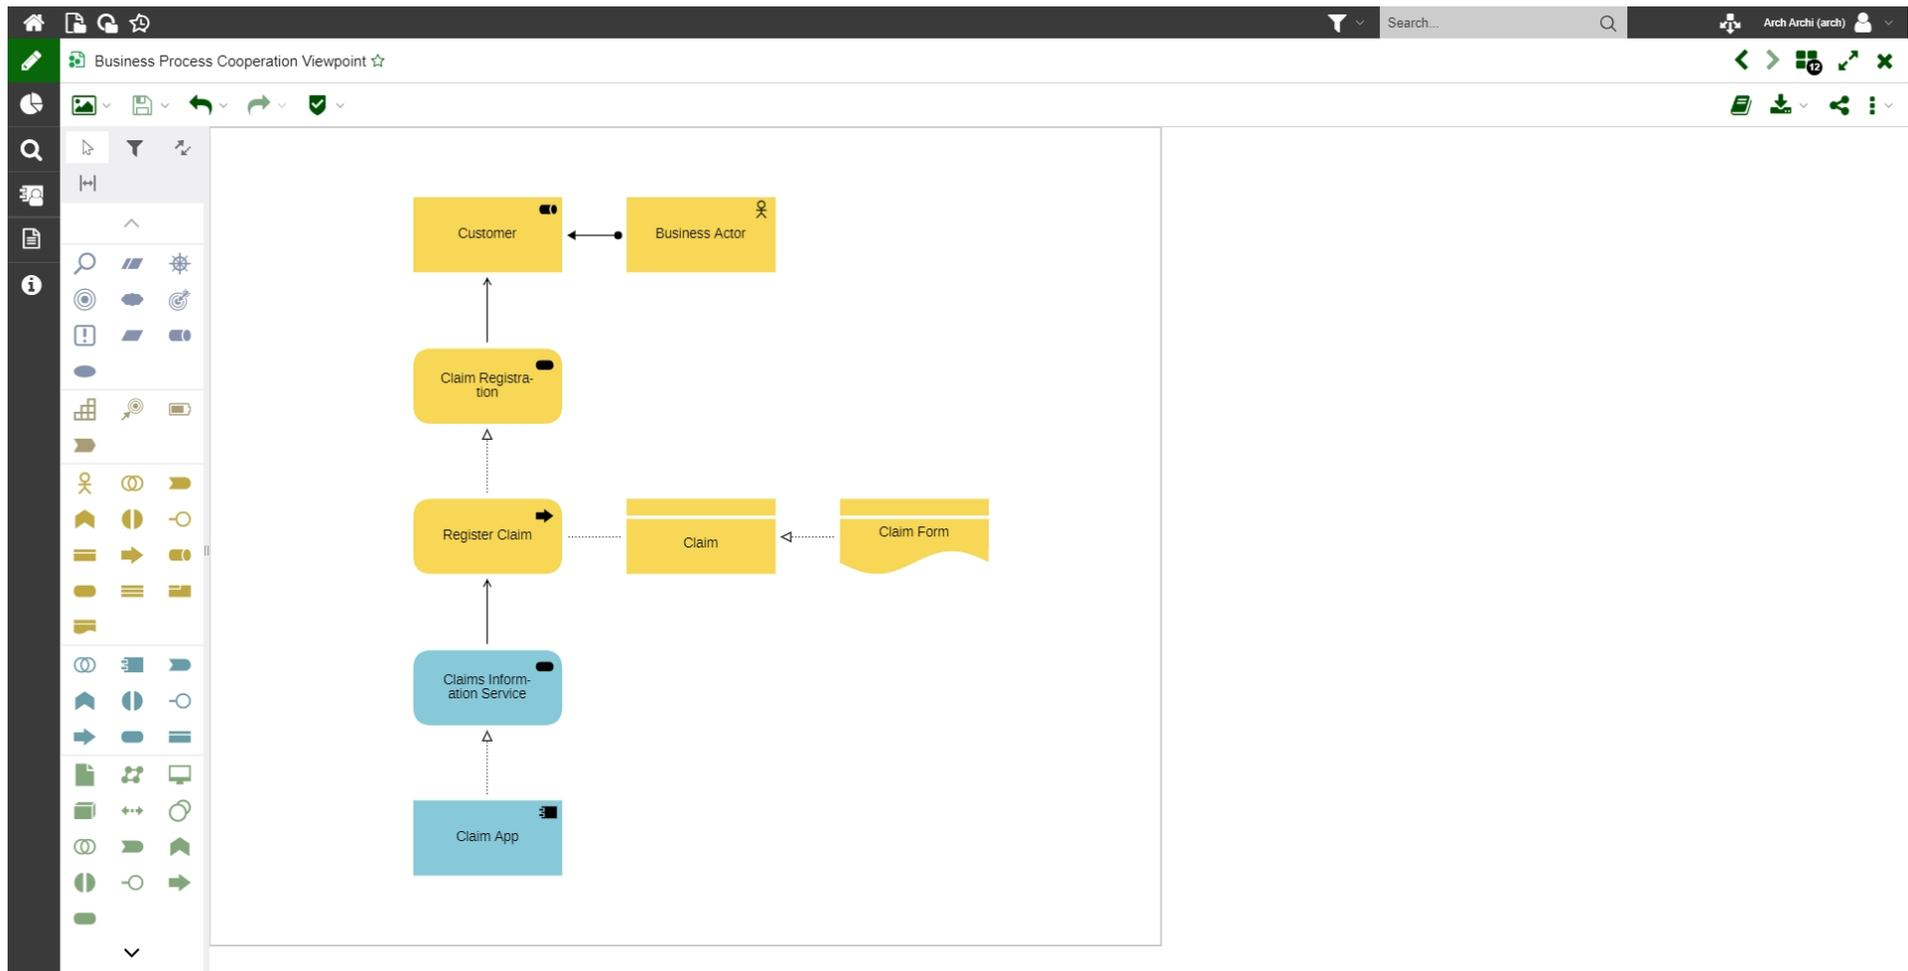 Search...
Arch Archi (arch)
Business Process Cooperation Viewpoint
12
Customer
Business Actor
Claim Registra-
tion
Register Claim
Claim
Claim Form
Claims Inform-
ation Service
Claim App